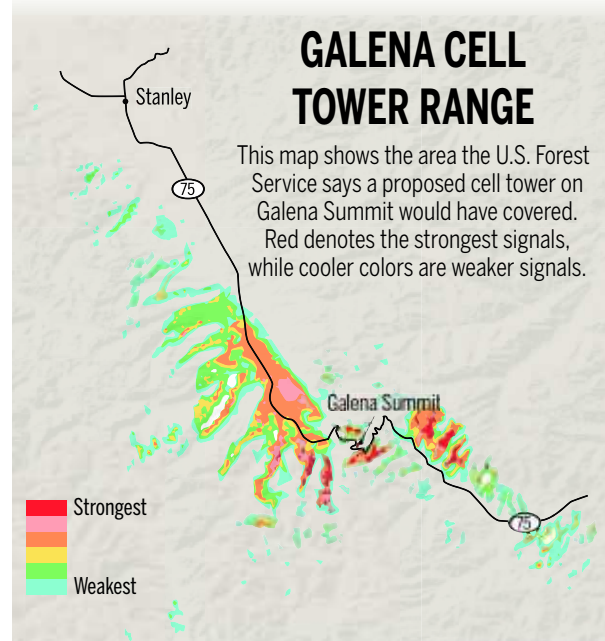 GALENA CELL
TOWER RANGE
This map shows the area the U.S. Forest
Service says a proposed cell tower on
Galena Summit would have covered.
Red denotes the strongest signals,
while cooler colors are weaker signals.
Stanley
75
Galena Summit
75
Strongest
Weakest